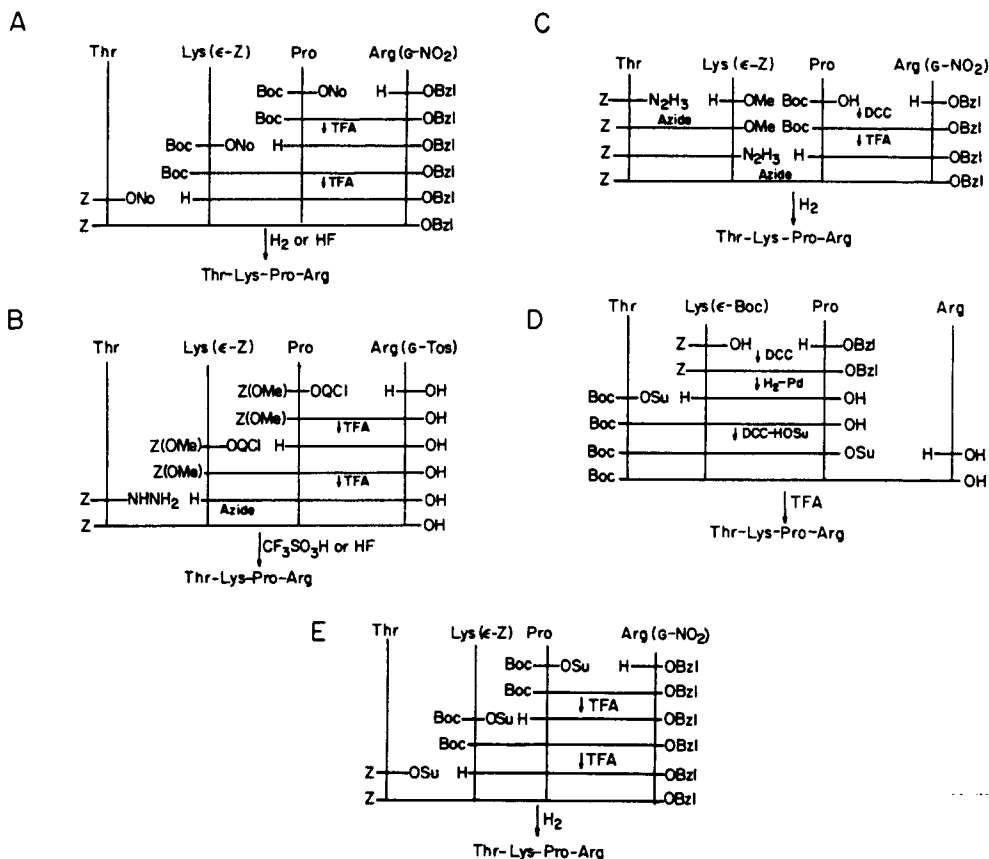 A
Thr Lys (ε-Z) Pro Arg (G-NO₂)
Boc ONo H OBzl
Boc OBzl
↓ TFA
Boc ONo H OBzl
Boc OBzl
↓ TFA
Z ONo H OBzl
Z OBzl
H₂ or HF
Thr-Lys-Pro-Arg
B
Thr Lys (ε-Z) Pro Arg (G-Tos)
Z(OMe) OQCl H OH
Z(OMe) OH
↓ TFA
Z(OMe) OQCl H OH
Z(OMe) OH
↓ TFA
Z NHNH₂ H OH
Azide
Z OH
CF₃SO₃H or HF
Thr-Lys-Pro-Arg
C
Thr Lys (ε-Z) Pro Arg (G-NO₂)
Z N₂H₃ H OMe Boc OH H OBzl
Azide ↓ DCC
Z OMe Boc OBzl
↓ TFA
Z N₂H₃ H OBzl
Azide
Z OBzl
H₂
Thr-Lys-Pro-Arg
D
Thr Lys (ε-Boc) Pro Arg
Z OH H OBzl
↓ DCC
Z OBzl
↓ H₂-Pd
Boc OSu H OH
Boc OH
↓ DCC-HOSu
Boc OSu H OH
Boc OH
TFA
Thr-Lys-Pro-Arg
E
Thr Lys (ε-Z) Pro Arg (G-NO₂)
Boc OSu H OBzl
Boc OBzl
↓ TFA
Boc OSu H OBzl
Boc OBzl
↓ TFA
Z OSu H OBzl
Z OBzl
H₂
Thr-Lys-Pro-Arg